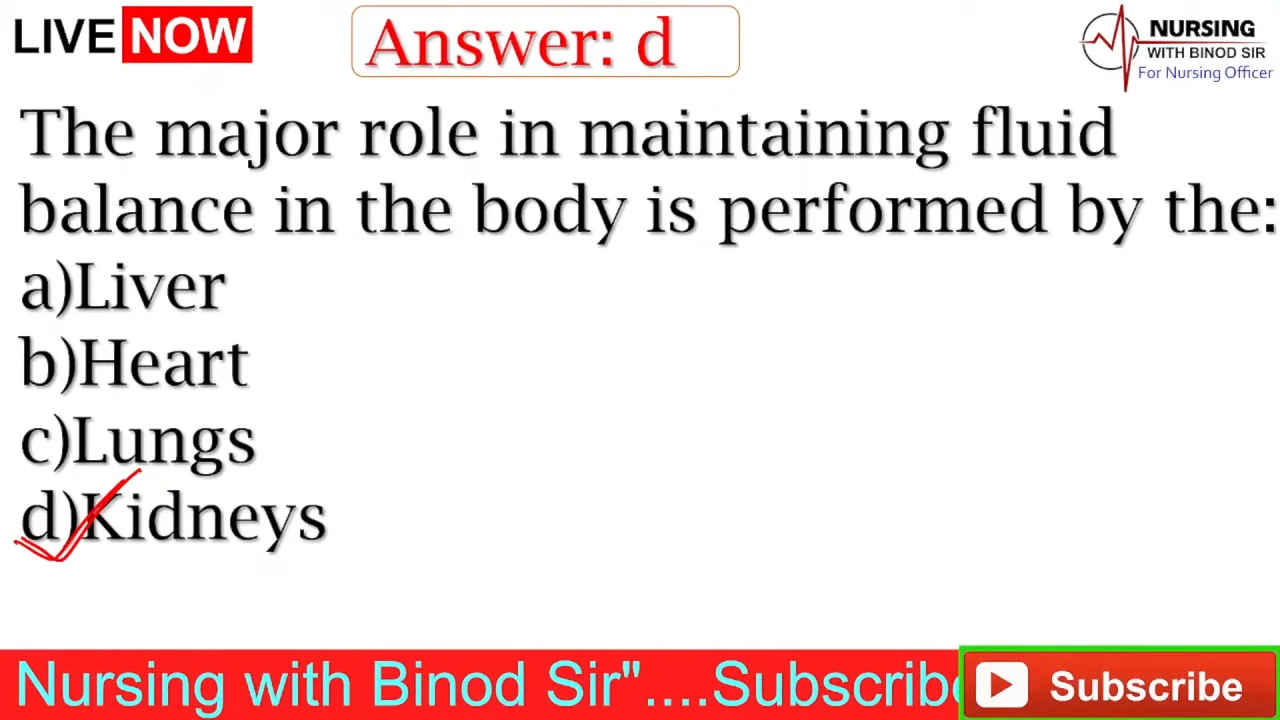 LIVE NOW
Answer: d
NURSING
WITH BINOD SIR
For Nursing Officer
The major role in maintaining fluid
balance in the body is performed by the:
a)Liver
b)Heart
c)Lungs
d)Kidneys
Nursing with Binod Sir"....Subscribe
Subscribe